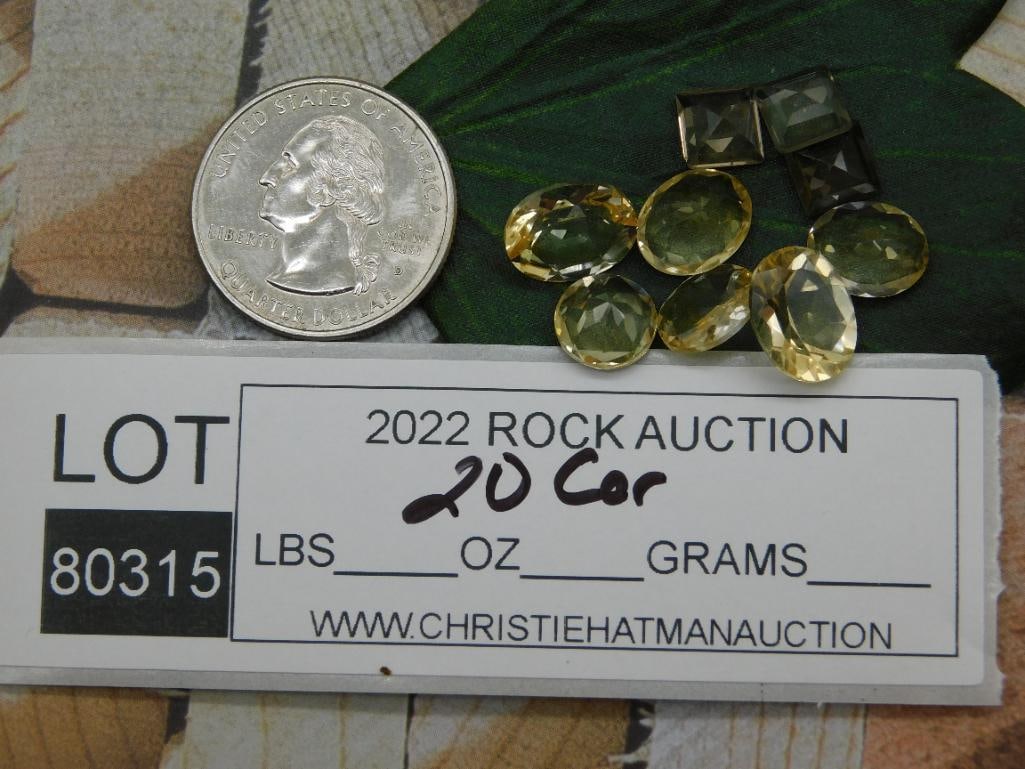 UNITED STATES OF AMERICA
LIBERTY
IN GOD WE TRUST
D
QUARTER DOLLAR
LOT
80315
2022 ROCK AUCTION
20 Car
LBS_____OZ_____GRAMS_____
WWW.CHRISTIEHATMANAUCTION